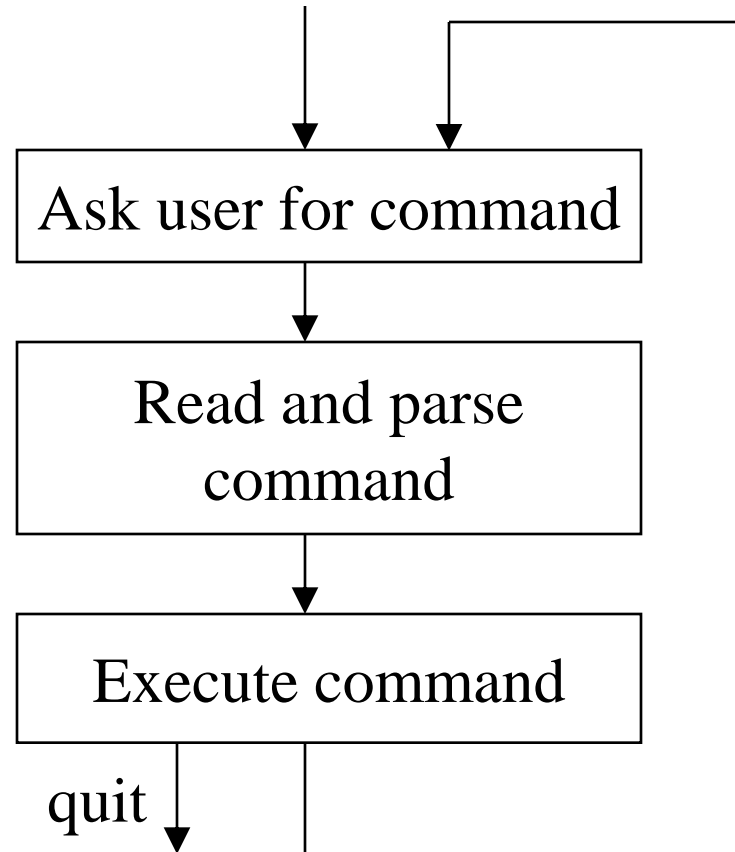 Ask user for command
Read and parse
command
Execute command
quit